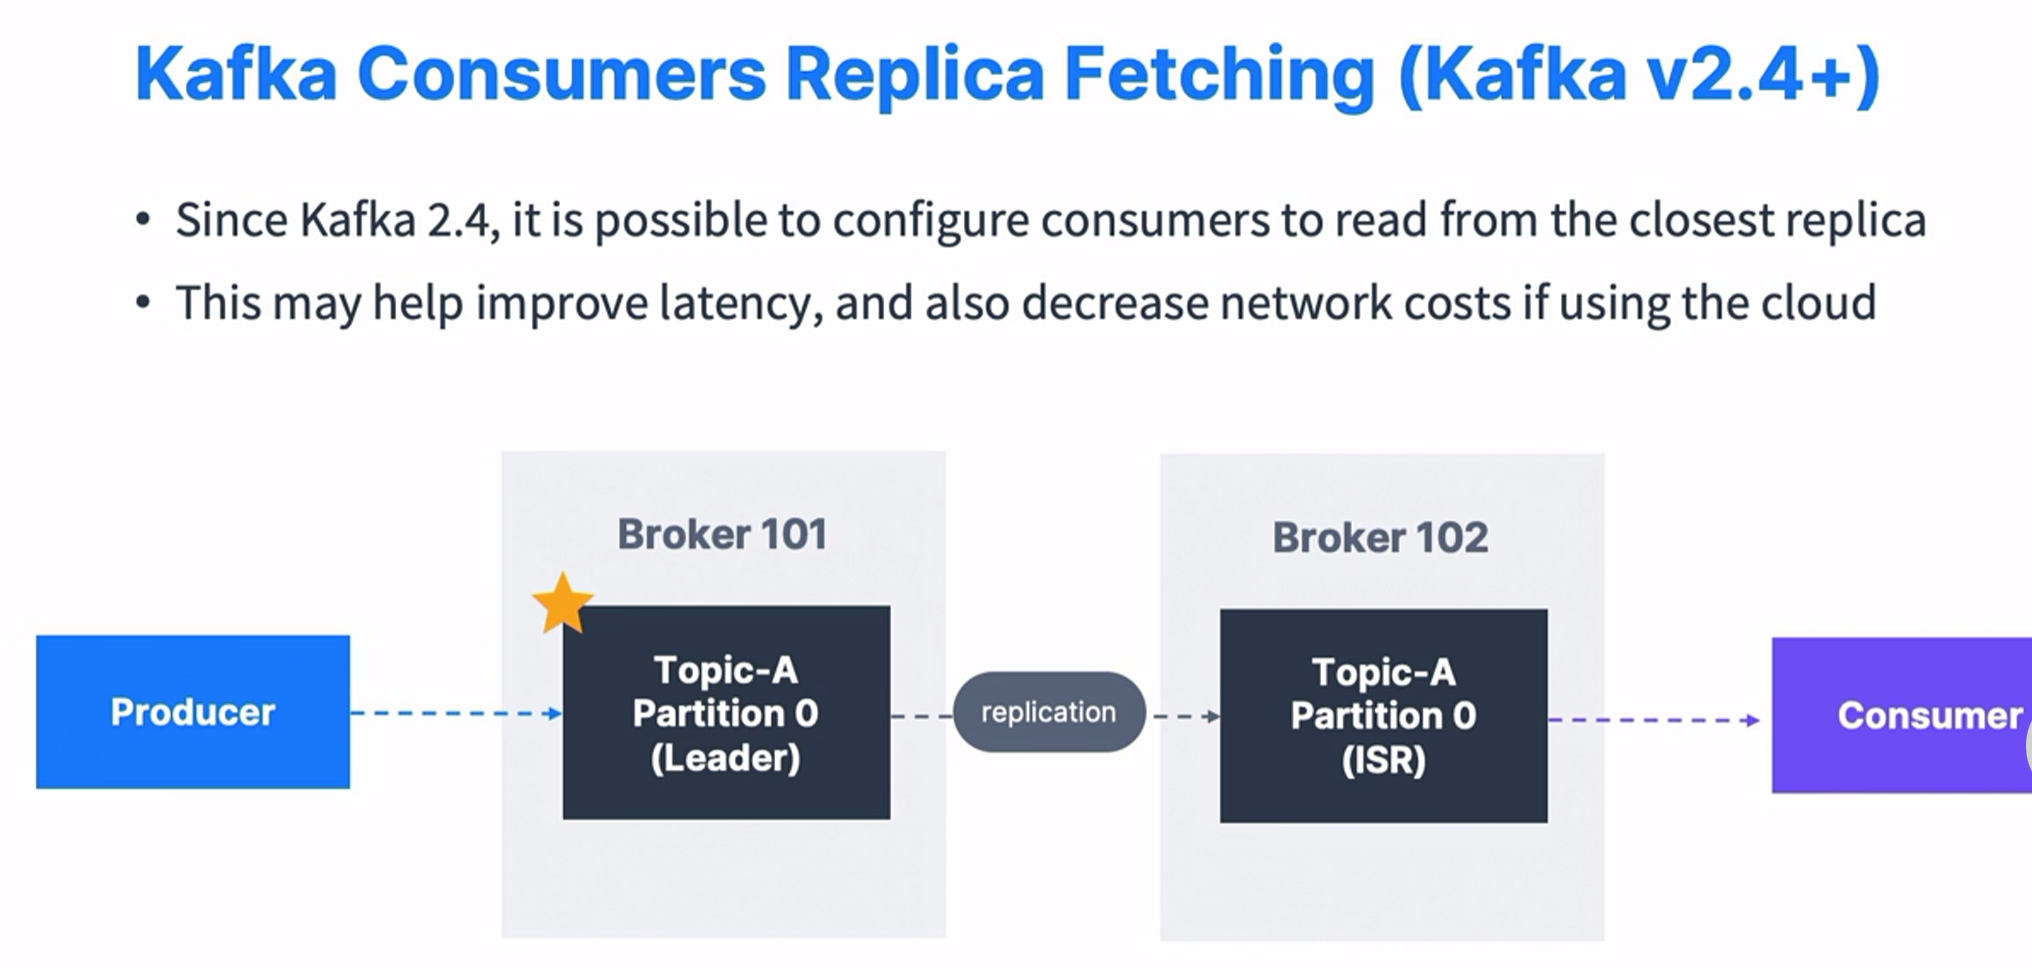 Kafka Consumers Replica Fetching (Kafka v2.4+)
• Since Kafka 2.4, it is possible to configure consumers to read from the closest replica
• This may help improve latency, and also decrease network costs if using the cloud
Broker 101
Broker 102
Producer
Topic-A
Partition 0
(Leader)
replication
Topic-A
Partition 0
(ISR)
Consumer